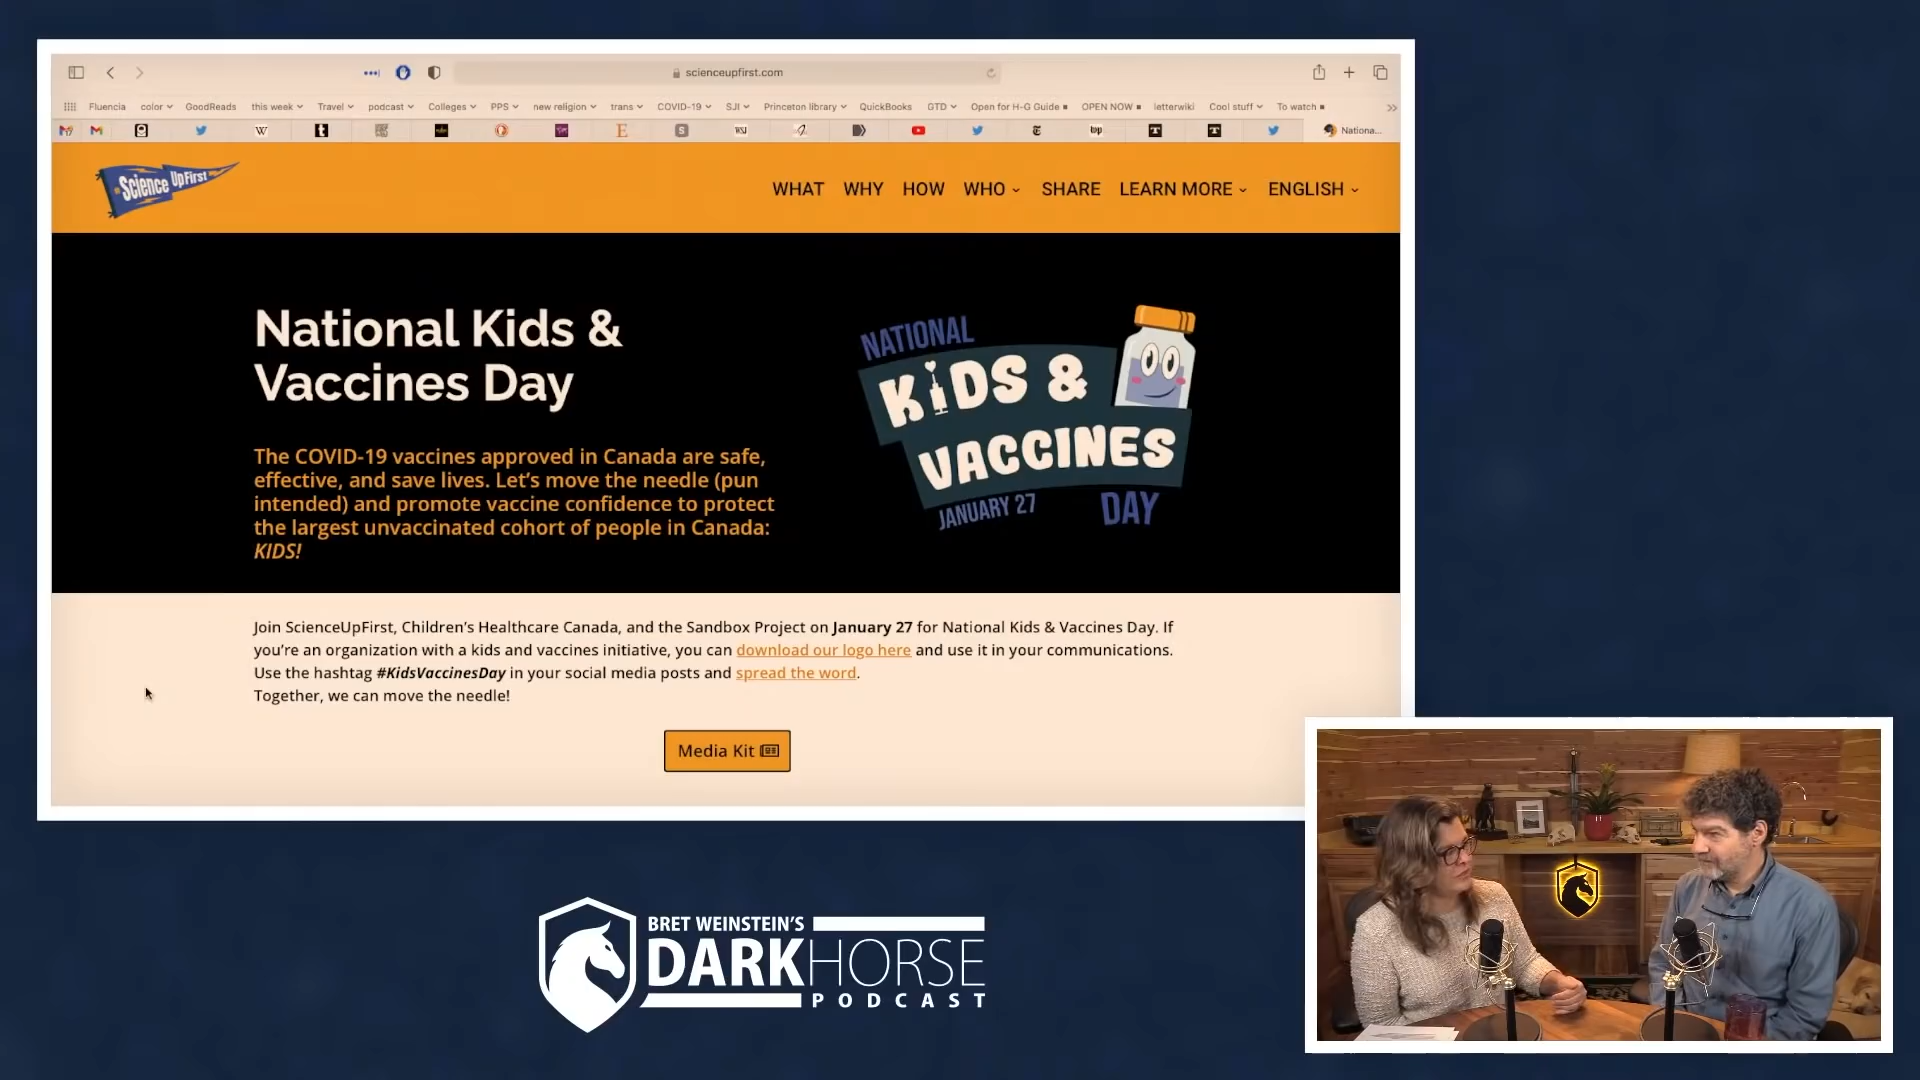 scienceupfirst.com
Fluencia color GoodReads this week Travel podcast Colleges PPS new religion trans COVID-19 SJI Princeton library QuickBooks GTD Open for H-G Guide OPEN NOW letterwiki Cool stuff To watch
W t E S WSJ T T Nationa...
Science UpFirst
WHAT WHY HOW WHO SHARE LEARN MORE ENGLISH
National Kids &
Vaccines Day
The COVID-19 vaccines approved in Canada are safe,
effective, and save lives. Let's move the needle (pun
intended) and promote vaccine confidence to protect
the largest unvaccinated cohort of people in Canada:
KIDS!
NATIONAL
KiDS &
VACCINES
JANUARY 27 DAY
Join ScienceUpFirst, Children's Healthcare Canada, and the Sandbox Project on January 27 for National Kids & Vaccines Day. If
you're an organization with a kids and vaccines initiative, you can download our logo here and use it in your communications.
Use the hashtag #KidsVaccinesDay in your social media posts and spread the word.
Together, we can move the needle!
Media Kit
BRET WEINSTEIN'S
DARKHORSE
PODCAST